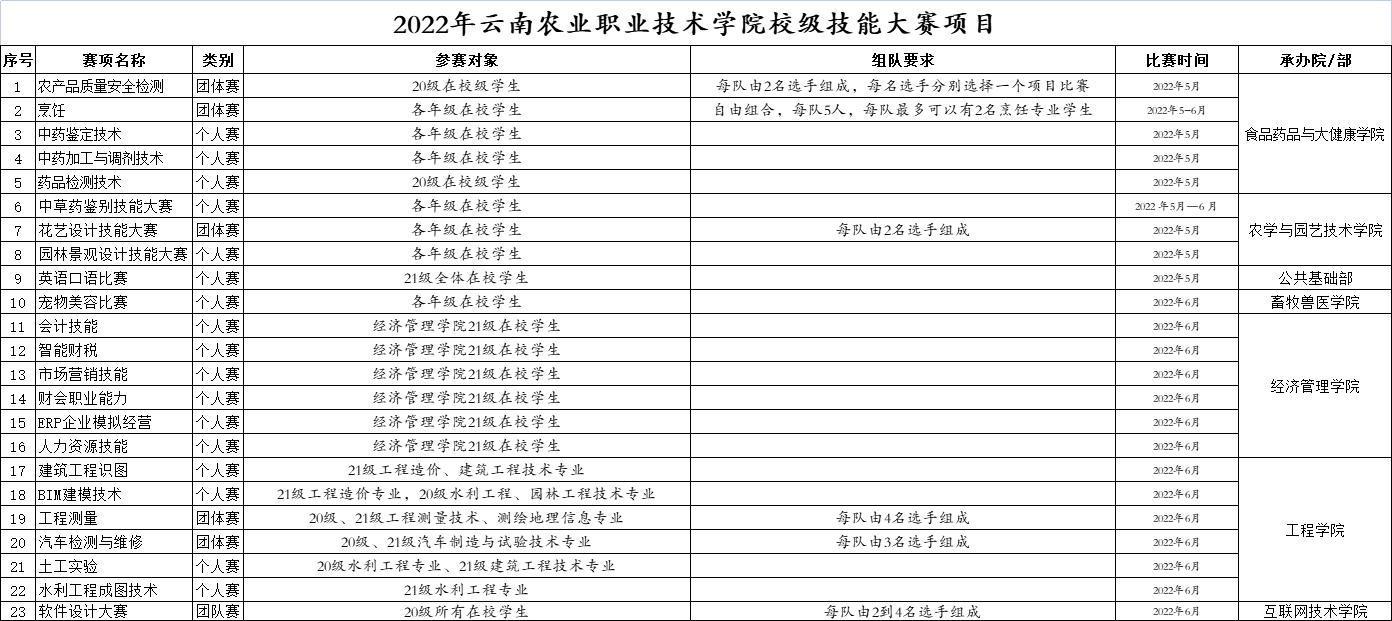 2022年云南农业职业技术学院校级技能大赛项目
序号 赛项名称 类别 参赛对象 组队要求 比赛时间 承办院/部
1 农产品质量安全检测 团体赛 20级在校级学生 每队由2名选手组成，每名选手分别选择一个项目比赛 2022年5月
2 烹饪 团体赛 各年级在校学生 自由组合，每队5人，每队最多可以有2名烹饪专业学生 2022年5-6月
3 中药鉴定技术 个人赛 各年级在校学生 2022年5月 食品药品与大健康学院
4 中药加工与调剂技术 个人赛 各年级在校学生 2022年5月
5 药品检测技术 个人赛 20级在校级学生 2022年5月
6 中草药鉴别技能大赛 个人赛 各年级在校学生 2022 年5月—6 月
7 花艺设计技能大赛 团体赛 各年级在校学生 每队由2名选手组成 2022年5月 农学与园艺技术学院
8 园林景观设计技能大赛 个人赛 各年级在校学生 2022年5月
9 英语口语比赛 个人赛 21级全体在校学生 2022年5月 公共基础部
10 宠物美容比赛 个人赛 各年级在校学生 2022年6月 畜牧兽医学院
11 会计技能 个人赛 经济管理学院21级在校学生 2022年6月
12 智能财税 个人赛 经济管理学院21级在校学生 2022年6月
13 市场营销技能 个人赛 经济管理学院21级在校学生 2022年6月 经济管理学院
14 财会职业能力 个人赛 经济管理学院21级在校学生 2022年6月
15 ERP企业模拟经营 个人赛 经济管理学院21级在校学生 2022年6月
16 人力资源技能 个人赛 经济管理学院21级在校学生 2022年6月
17 建筑工程识图 个人赛 21级工程造价、建筑工程技术专业 2022年6月
18 BIM建模技术 个人赛 21级工程造价专业，20级水利工程、园林工程技术专业 2022年6月
19 工程测量 团体赛 20级、21级工程测量技术、测绘地理信息专业 每队由4名选手组成 2022年6月 工程学院
20 汽车检测与维修 团体赛 20级、21级汽车制造与试验技术专业 每队由3名选手组成 2022年6月
21 土工实验 个人赛 20级水利工程专业、21级建筑工程技术专业 2022年6月
22 水利工程成图技术 个人赛 21级水利工程专业 2022年6月
23 软件设计大赛 团队赛 20级所有在校学生 每队由2到4名选手组成 2022年6月 互联网技术学院